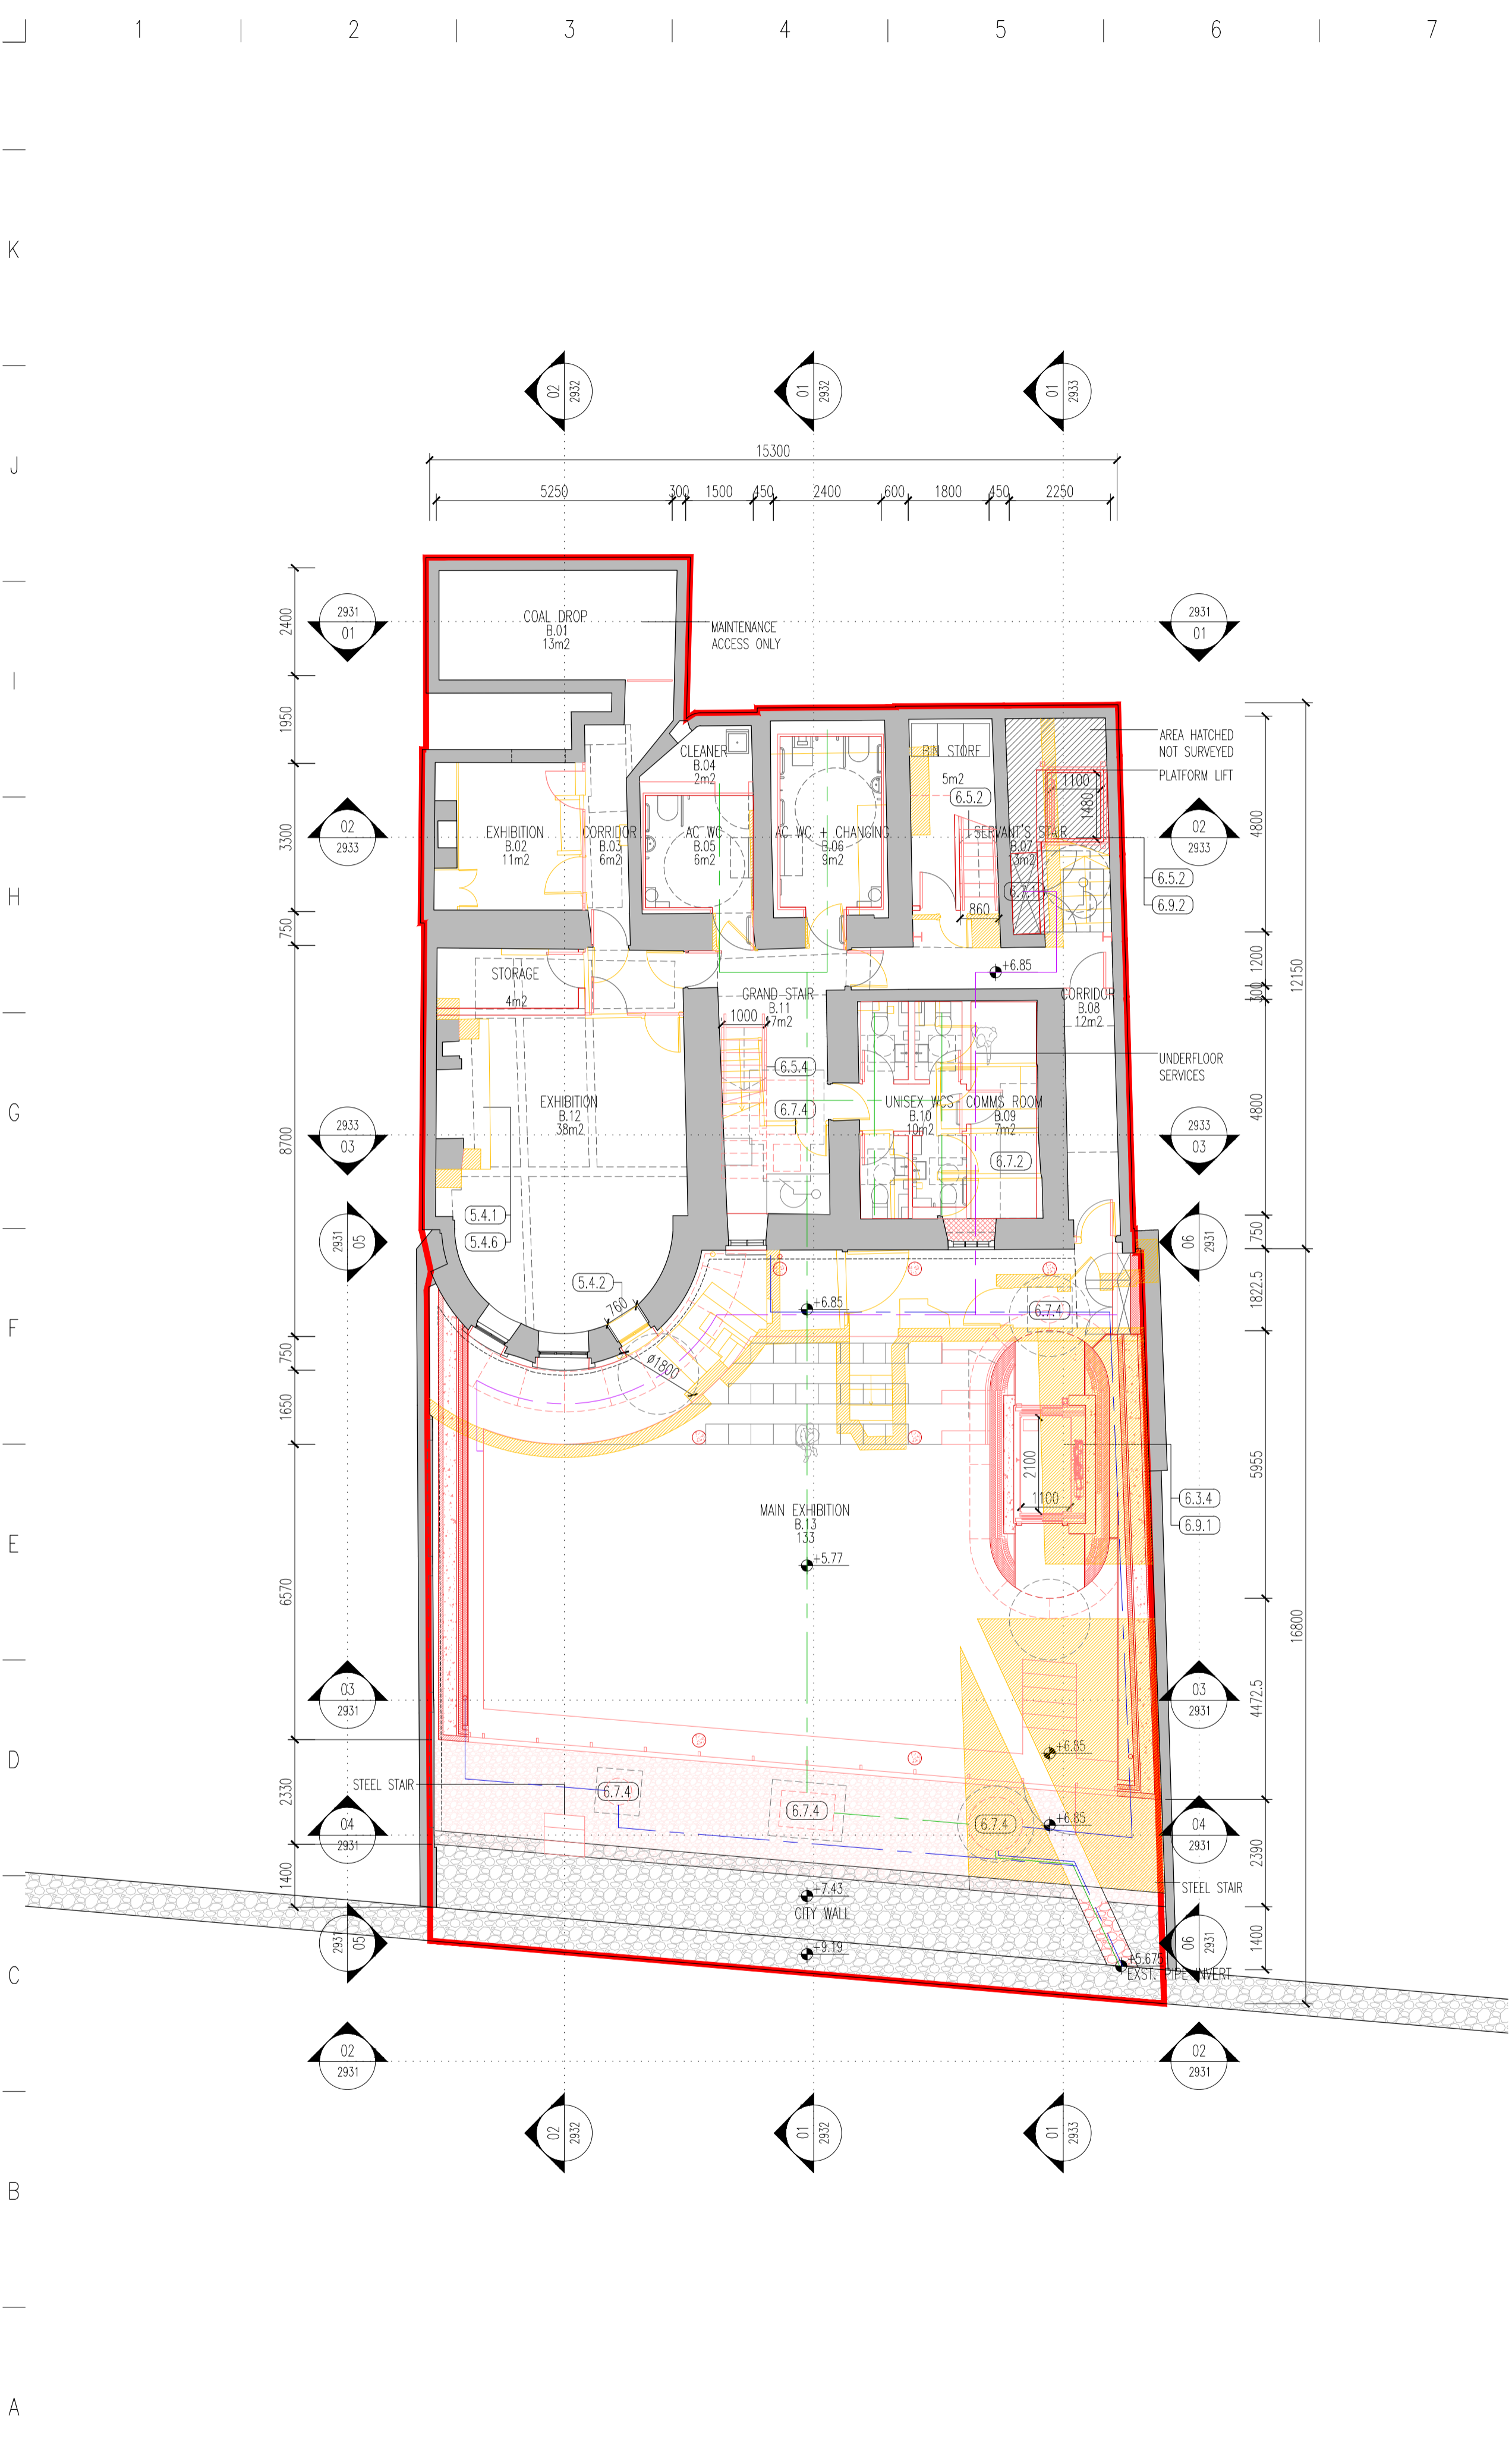 1 2 3 4 5 6 7
K
02 2932
01 2932
01 2933
J
15300
5250 300 1500 450 2400 600 1800 450 2250
2400
2931 01
COAL DROP
B.01
13m2
MAINTENANCE
ACCESS ONLY
2931 01
I
1950
CLEANER
B.04
2m2
BIN STORE
5m2
6.5.2
AREA HATCHED
NOT SURVEYED
PLATFORM LIFT
1100
1480
3300
02 2933
EXHIBITION
B.02
11m2
CORRIDOR
B.03
6m2
AC WC
B.05
6m2
AC WC + CHANGING
B.06
9m2
SERVANT'S STAIR
B.07
13m2
6.7.1
02 2933
4800
12150
6.5.2
6.9.2
H
750
860
STORAGE
4m2
+6.85
1200
300
GRAND STAIR
B.11
7m2
1000
CORRIDOR
B.08
12m2
UNDERFLOOR
SERVICES
6.5.4
6.7.4
G
8700
2933 03
EXHIBITION
B.12
38m2
UNISEX WCS
B.10
10m2
COMMS ROOM
B.09
7m2
6.7.2
2933 03
4800
5.4.1
5.4.6
2931 05
06 2931
750
5.4.2
760
+6.85
6.7.4
1822.5
F
750
Ø1800
1650
2100
1100
5955
6.3.4
6.9.1
E
MAIN EXHIBITION
B.13
133
+5.77
6570
16800
03 2931
03 2931
4472.5
D
+6.85
STEEL STAIR
2330
6.7.4
6.7.4
6.7.4
+6.85
04 2931
04 2931
2390
1400
STEEL STAIR
+7.43
CITY WALL
2931 05
06 2931
1400
+9.19
+5.675
EXST. PIPE INVERT
C
02 2931
02 2931
02 2932
01 2932
01 2933
B
A